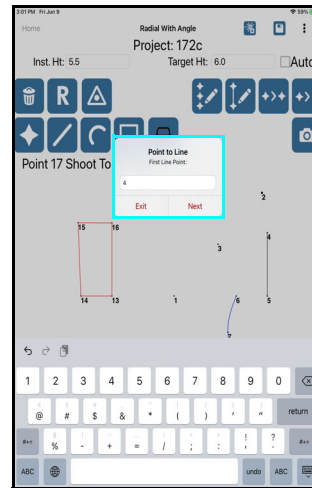 3:01 PM Fri Jun 9 59%
Home Radial With Angle
Project: 172c
Inst. Ht: 5.5 Target Ht: 6.0 Auto
R
Point 17 Shoot To
Point to Line
First Line Point:
4
Exit Next
2
15 16
4
3
14 13 1 6 5
7
1 2 3 4 5 6 7 8 9 0
@ # $ & * ( ) ' " return
#+= % - + = / ; : ! ? #+=
ABC undo ABC